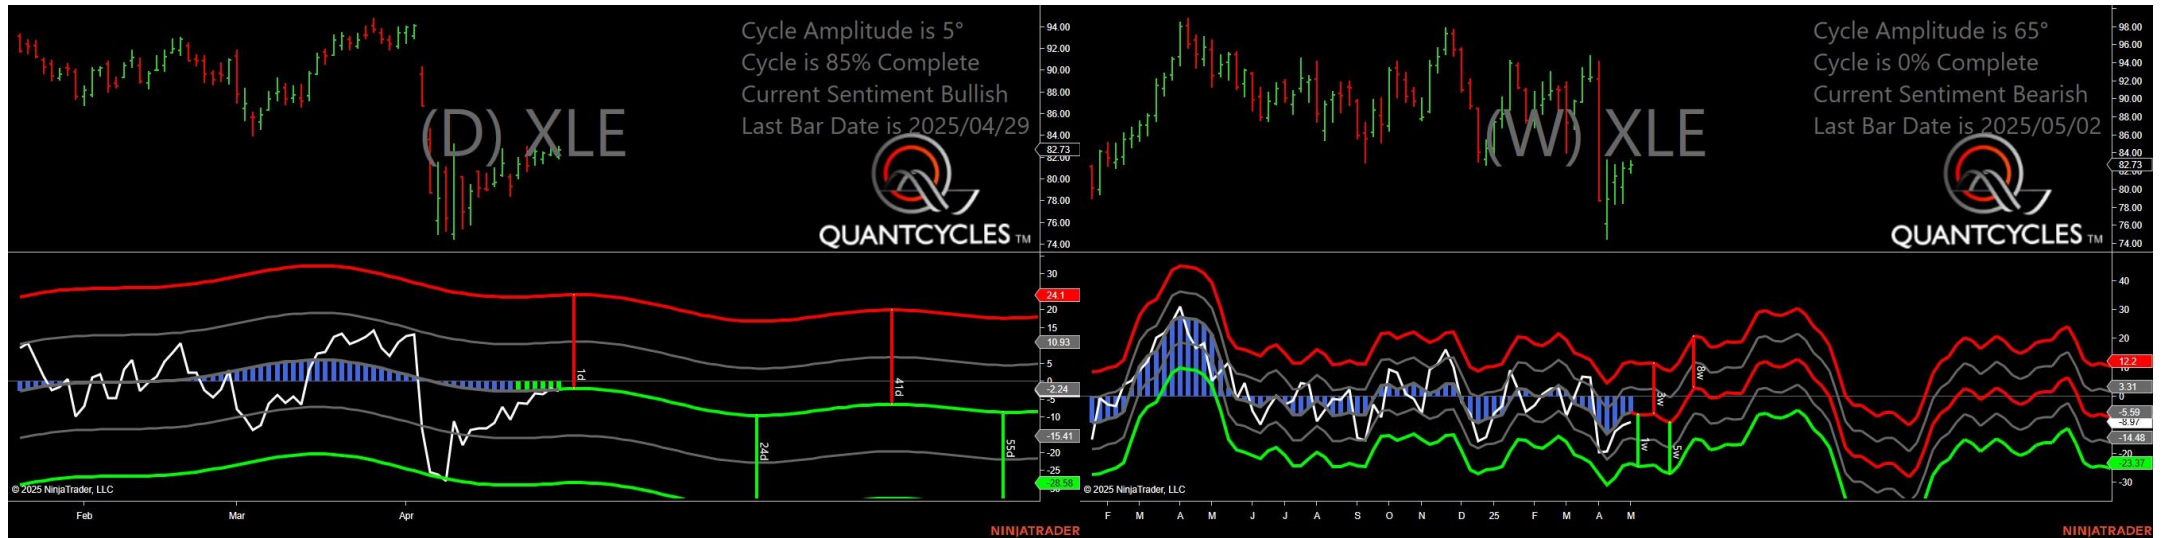 Cycle Amplitude is 5°
Cycle is 85% Complete
Current Sentiment Bullish
Last Bar Date is 2025/04/29
(D) XLE
QUANTCYCLES TM
94.00
92.00
90.00
88.00
86.00
84.00
82.73
82.00
80.00
78.00
76.00
74.00
30
24.1
20
15
10.93
5
0
-2.24
-5
-10
-15.41
-20
-25
-28.58
1d
24d
41d
55d
© 2025 NinjaTrader, LLC
Feb
Mar
Apr
NINJATRADER
Cycle Amplitude is 65°
Cycle is 0% Complete
Current Sentiment Bearish
Last Bar Date is 2025/05/02
(W) XLE
QUANTCYCLES TM
98.00
96.00
94.00
92.00
90.00
88.00
86.00
84.00
82.73
82.00
80.00
78.00
76.00
74.00
40
30
20
12.2
10
3.31
0
-5.59
-8.97
-14.48
-20
-23.37
-30
1w
3w
5w
8w
© 2025 NinjaTrader, LLC
F
M
A
M
J
J
A
S
O
N
D
25
F
M
A
M
NINJATRADER